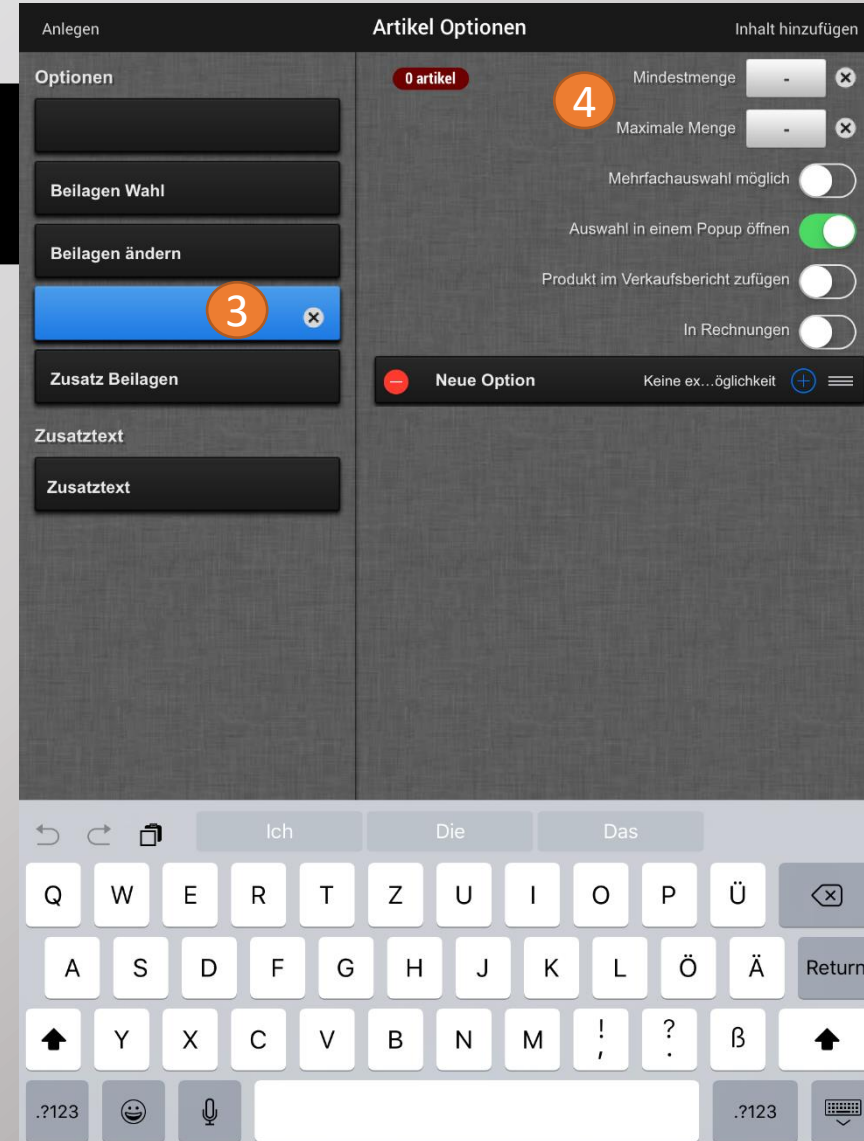 Anlegen
Artikel Optionen
Inhalt hinzufügen
Optionen
Beilagen Wahl
Beilagen ändern
3
Zusatz Beilagen
Zusatztext
Zusatztext
0 artikel
4
Mindestmenge -
Maximale Menge -
Mehrfachauswahl möglich
Auswahl in einem Popup öffnen
Produkt im Verkaufsbericht zufügen
In Rechnungen
Neue Option Keine ex...öglichkeit
Ich Die Das
Q W E R T Z U I O P Ü
A S D F G H J K L Ö Ä Return
Y X C V B N M ! , ? . ß
.?123 .?123